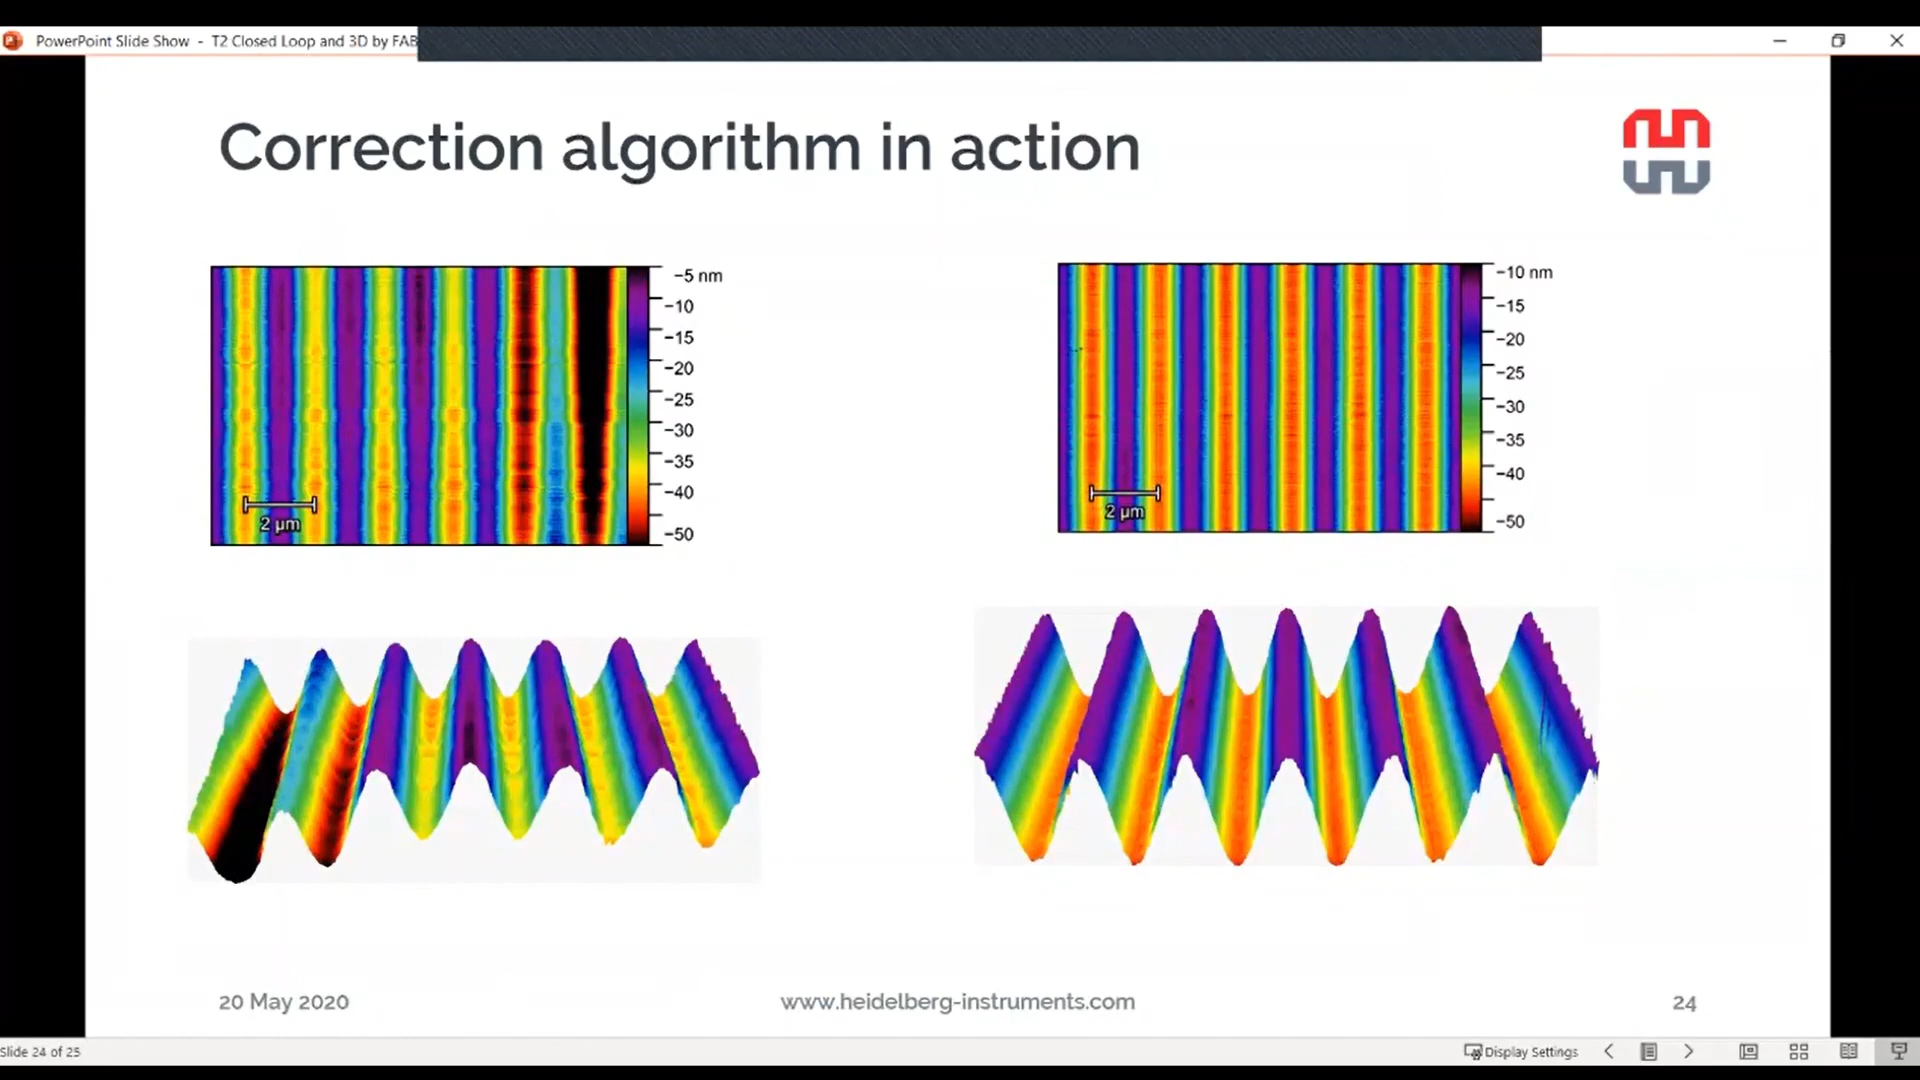 PowerPoint Slide Show - T2 Closed Loop and 3D by FAB
Correction algorithm in action
−5 nm
−10
−15
−20
−25
−30
−35
−40
−50
2 µm
−10 nm
−15
−20
−25
−30
−35
−40
−50
2 µm
20 May 2020
www.heidelberg-instruments.com
24
Slide 24 of 25
Display Settings